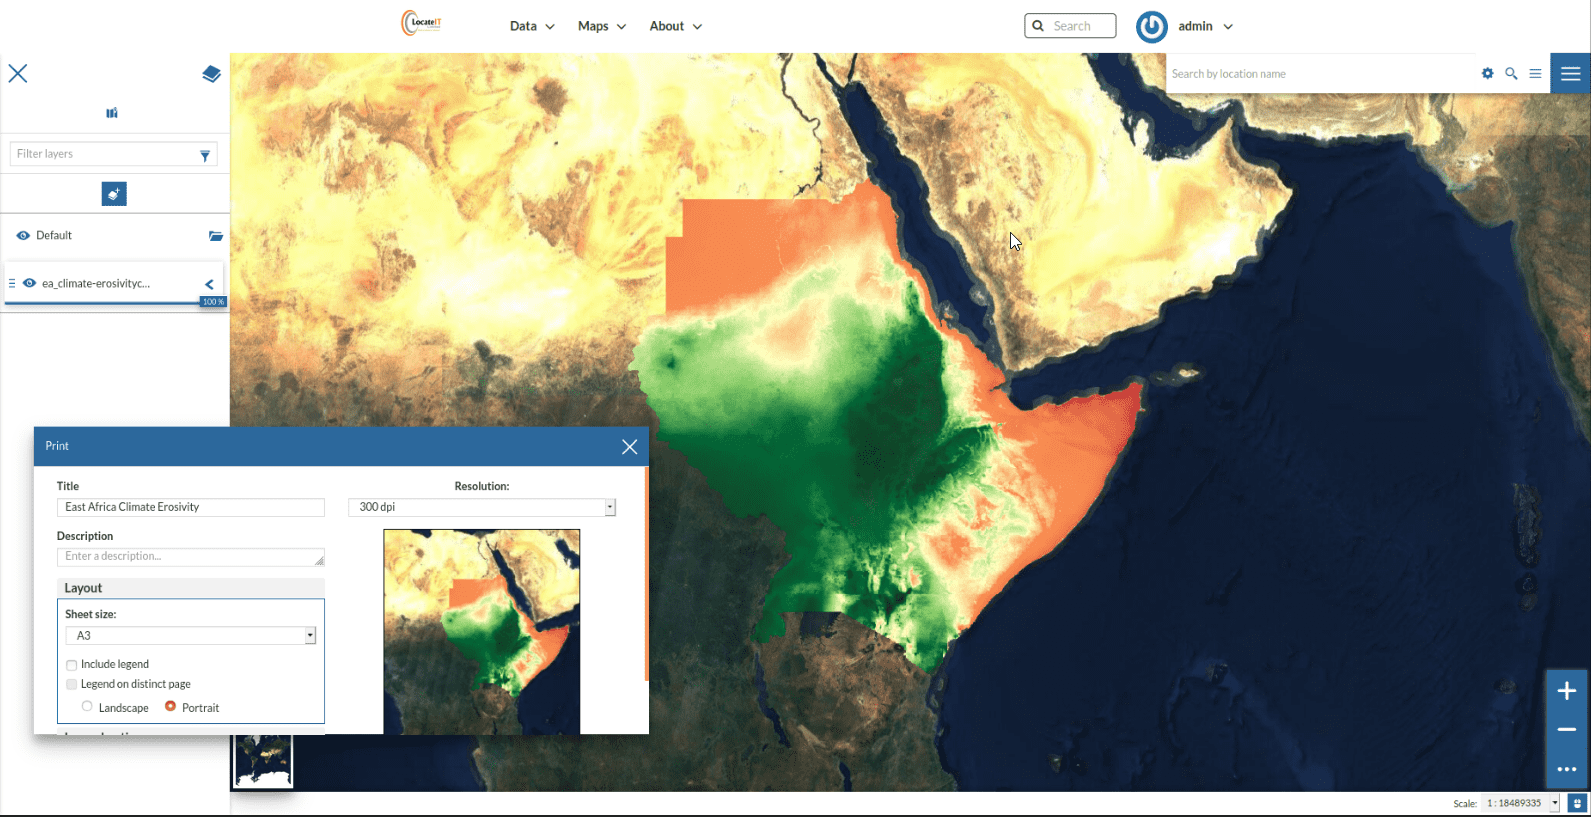 LocateIT
Data
Maps
About
Search
admin
Search by location name
Filter layers
Default
ea_climate-erosivityc...
100 %
Print
Title
Resolution:
East Africa Climate Erosivity
300 dpi
Description
Enter a description...
Layout
Sheet size:
A3
Include legend
Legend on distinct page
Landscape
Portrait
Scale:
1 : 18489335